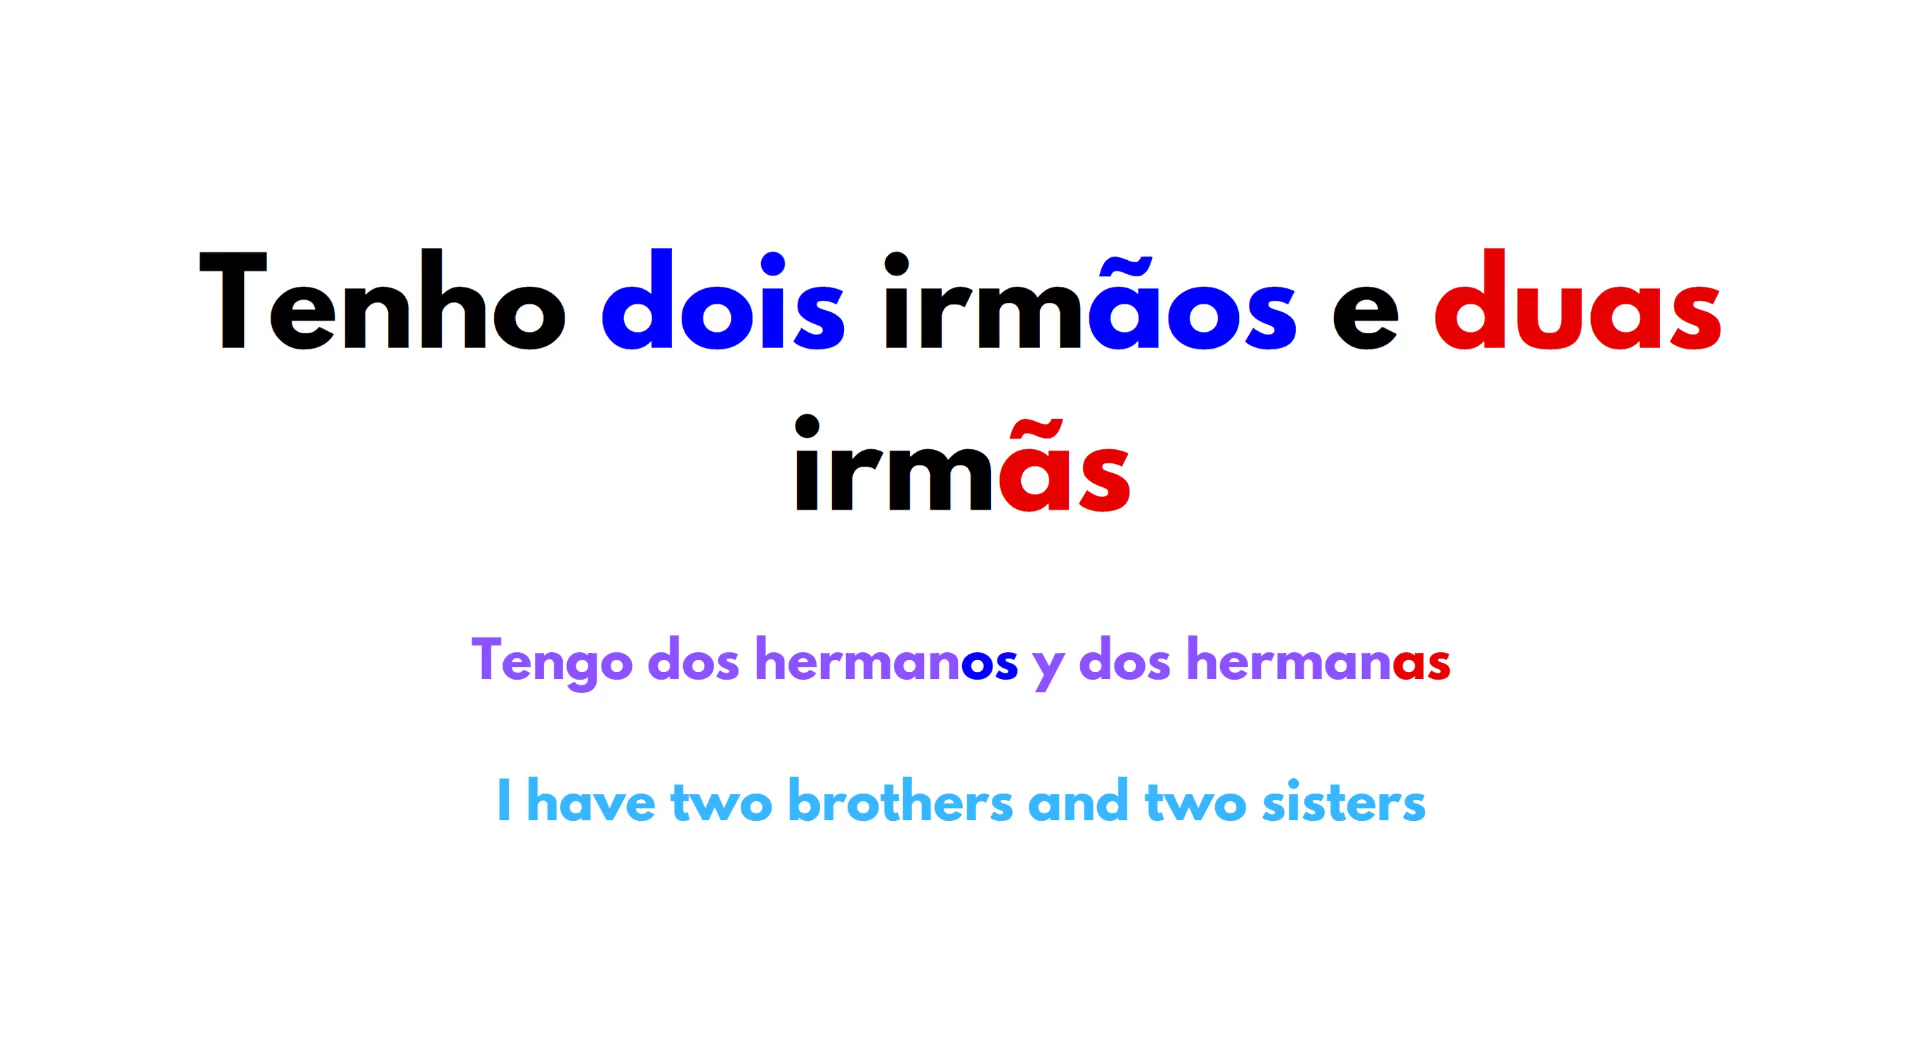 Tenho dois irmãos e duas
irmãs
Tengo dos hermanos y dos hermanas
I have two brothers and two sisters